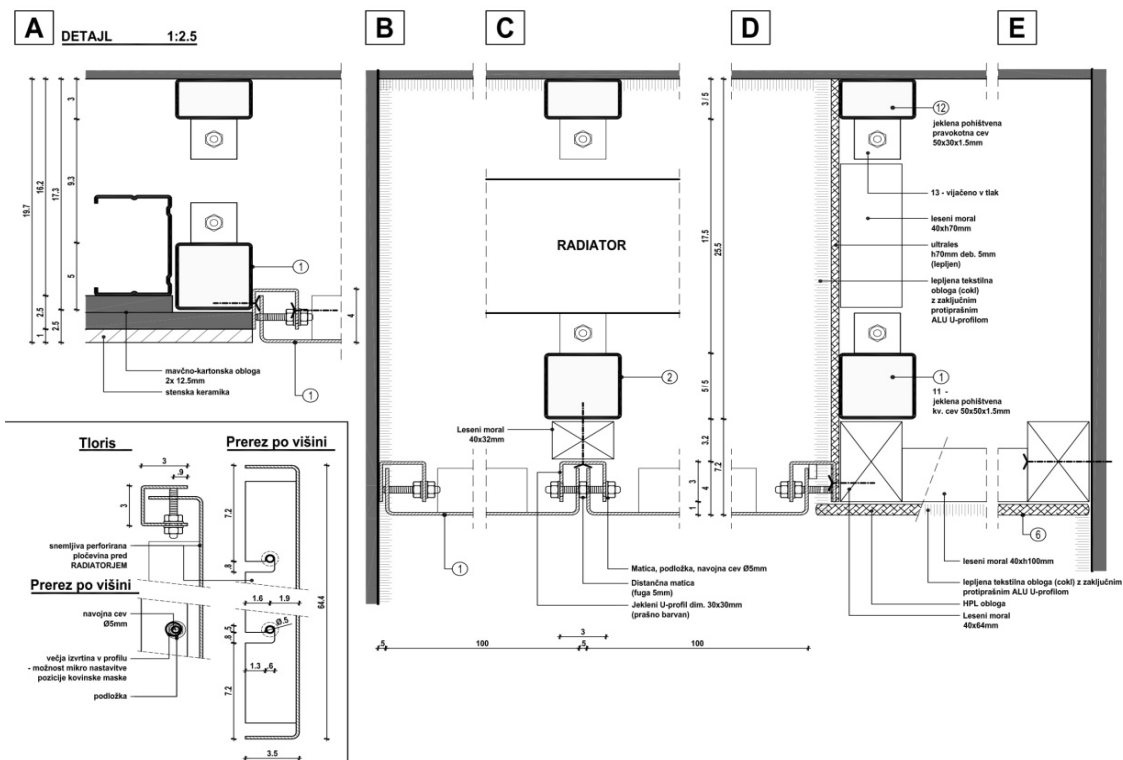 A
DETAJL 1:2.5
B
C
D
E
3
9.3
5
16.2
17.3
19.7
2.5
1
2.5
4
1
1
mavčno-kartonska obloga
2x 12.5mm
stenska keramika
RADIATOR
2
Leseni moral
40x32mm
1
Matica, podložka, navojna cev Ø5mm
Distančna matica
(fuga 5mm)
Jekleni U-profil dim. 30x30mm
(prašno barvan)
3
.5
100
.5
100
3 / 5
17.5
25.5
5/5
3.2
7.2
3
4
1
12
jeklena pohištvena
pravokotna cev
50x30x1.5mm
13 - vijačeno v tlak
leseni moral
40xh70mm
ultrales
h70mm deb. 5mm
(lepljen)
lepljena tekstilna
obloga (cokl)
z zaključnim
protiprašnim
ALU U-profilom
1
11 -
jeklena pohištvena
kv. cev 50x50x1.5mm
6
leseni moral 40xh100mm
lepljena tekstilna obloga (cokl) z zaključnim
protiprašnim ALU U-profilom
HPL obloga
Leseni moral
40x64mm
Tloris
3
.9
3
snemljiva perforirana
pločevina pred
RADIATORJEM
Prerez po višini
navojna cev
Ø5mm
večja izvrtina v profilu
- možnost mikro nastavitve
pozicije kovinske maske
podložka
Prerez po višini
7.2
.8
1.6
1.9
64.4
Ø.5
.5
.8
1.3
.6
7.2
3.5